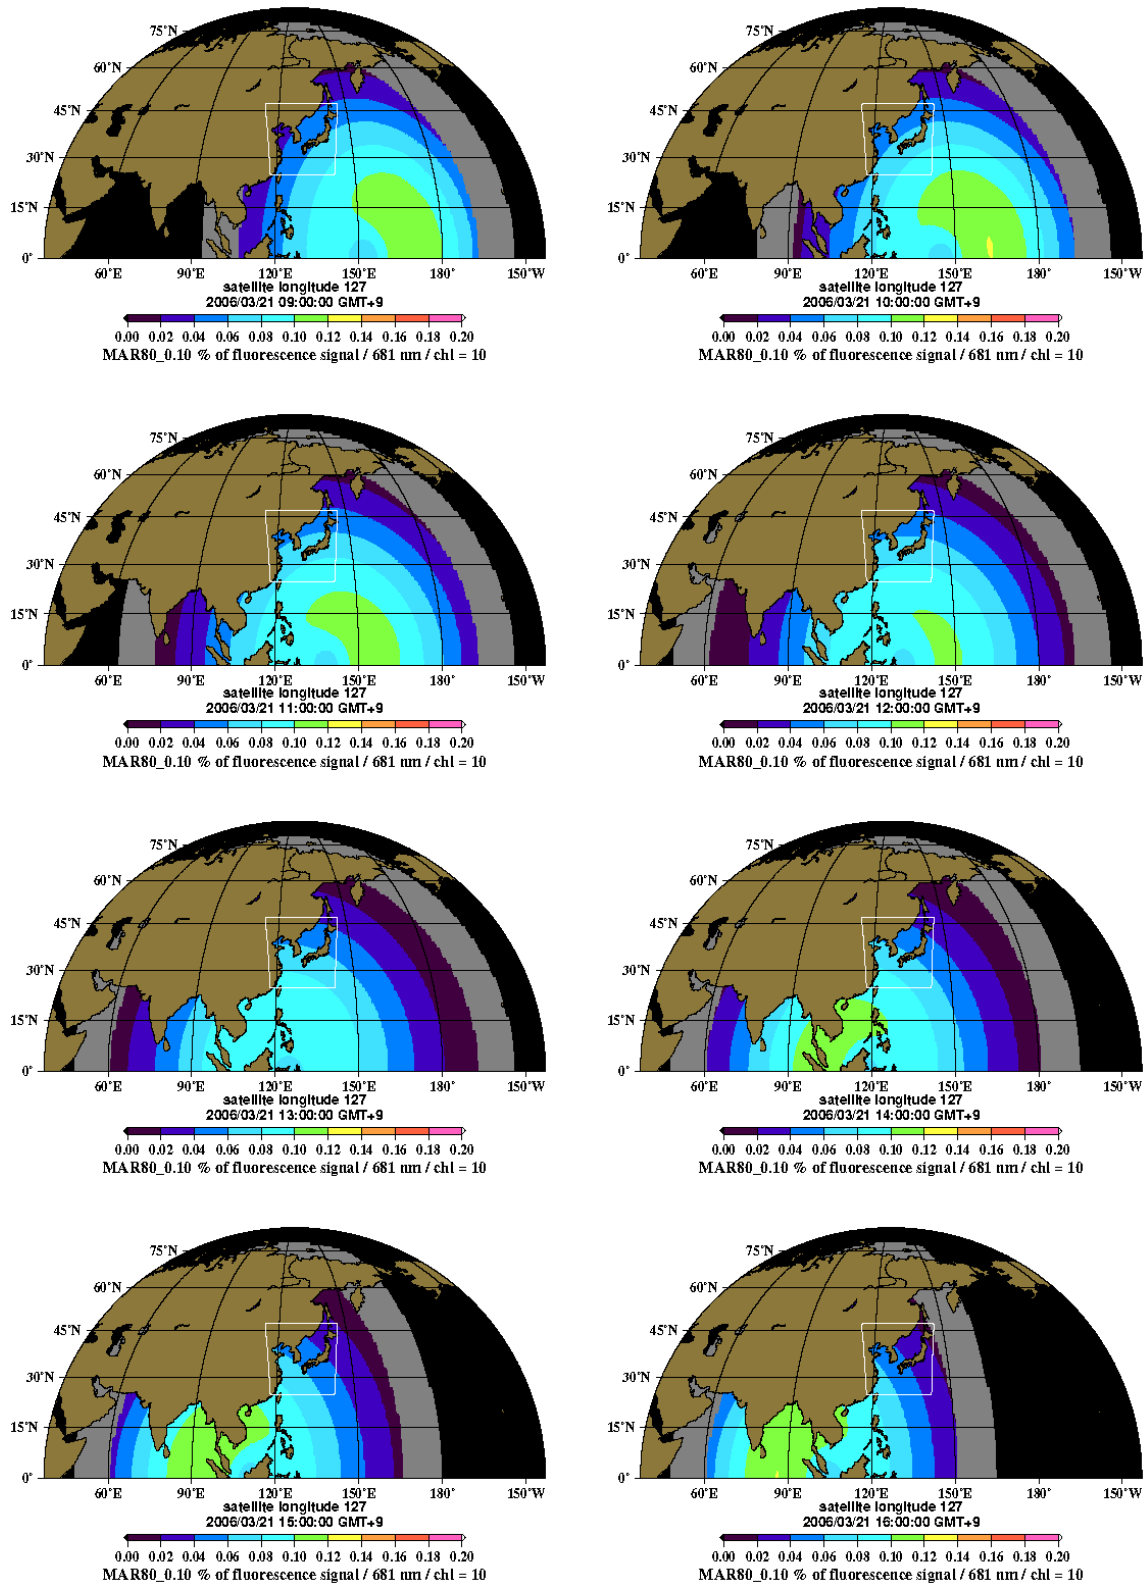 75°N
60°N
45°N
30°N
15°N
0°
60°E 90°E 120°E 150°E 180° 150°W
satellite longitude 127
2006/03/21 09:00:00 GMT+9
0.00 0.02 0.04 0.06 0.08 0.10 0.12 0.14 0.16 0.18 0.20
MAR80_0.10 % of fluorescence signal / 681 nm / chl = 10
75°N
60°N
45°N
30°N
15°N
0°
60°E 90°E 120°E 150°E 180° 150°W
satellite longitude 127
2006/03/21 10:00:00 GMT+9
0.00 0.02 0.04 0.06 0.08 0.10 0.12 0.14 0.16 0.18 0.20
MAR80_0.10 % of fluorescence signal / 681 nm / chl = 10
75°N
60°N
45°N
30°N
15°N
0°
60°E 90°E 120°E 150°E 180° 150°W
satellite longitude 127
2006/03/21 11:00:00 GMT+9
0.00 0.02 0.04 0.06 0.08 0.10 0.12 0.14 0.16 0.18 0.20
MAR80_0.10 % of fluorescence signal / 681 nm / chl = 10
75°N
60°N
45°N
30°N
15°N
0°
60°E 90°E 120°E 150°E 180° 150°W
satellite longitude 127
2006/03/21 12:00:00 GMT+9
0.00 0.02 0.04 0.06 0.08 0.10 0.12 0.14 0.16 0.18 0.20
MAR80_0.10 % of fluorescence signal / 681 nm / chl = 10
75°N
60°N
45°N
30°N
15°N
0°
60°E 90°E 120°E 150°E 180° 150°W
satellite longitude 127
2006/03/21 13:00:00 GMT+9
0.00 0.02 0.04 0.06 0.08 0.10 0.12 0.14 0.16 0.18 0.20
MAR80_0.10 % of fluorescence signal / 681 nm / chl = 10
75°N
60°N
45°N
30°N
15°N
0°
60°E 90°E 120°E 150°E 180° 150°W
satellite longitude 127
2006/03/21 14:00:00 GMT+9
0.00 0.02 0.04 0.06 0.08 0.10 0.12 0.14 0.16 0.18 0.20
MAR80_0.10 % of fluorescence signal / 681 nm / chl = 10
75°N
60°N
45°N
30°N
15°N
0°
60°E 90°E 120°E 150°E 180° 150°W
satellite longitude 127
2006/03/21 15:00:00 GMT+9
0.00 0.02 0.04 0.06 0.08 0.10 0.12 0.14 0.16 0.18 0.20
MAR80_0.10 % of fluorescence signal / 681 nm / chl = 10
75°N
60°N
45°N
30°N
15°N
0°
60°E 90°E 120°E 150°E 180° 150°W
satellite longitude 127
2006/03/21 16:00:00 GMT+9
0.00 0.02 0.04 0.06 0.08 0.10 0.12 0.14 0.16 0.18 0.20
MAR80_0.10 % of fluorescence signal / 681 nm / chl = 10